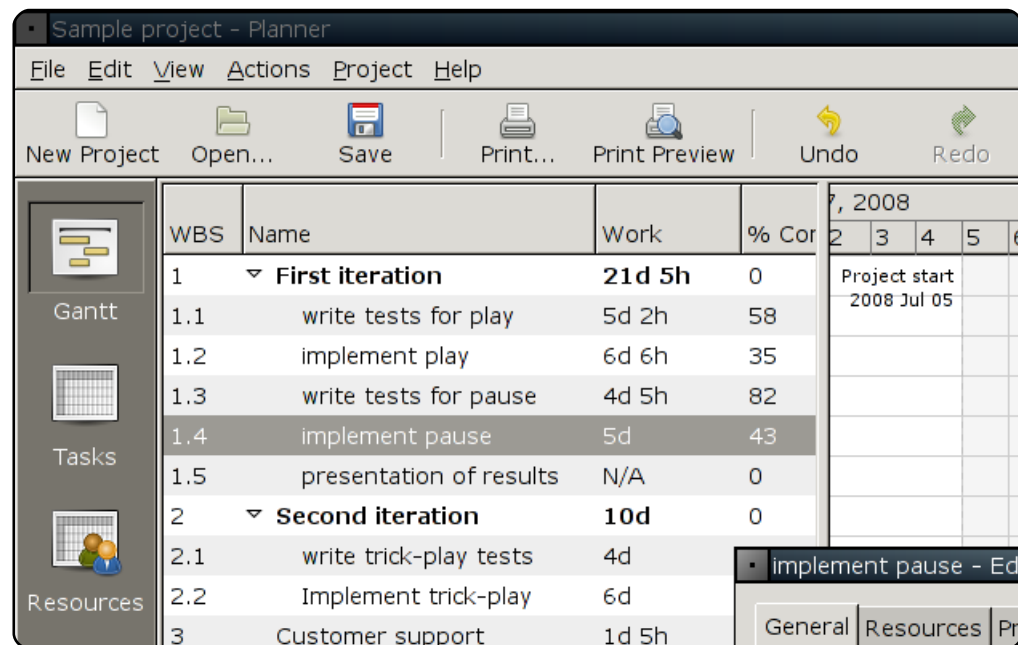 Sample project - Planner
File Edit View Actions Project Help
New Project Open... Save Print... Print Preview Undo Redo
7, 2008
WBS Name Work % Cor 2 3 4 5 6
1 First iteration 21d 5h 0
Project start
2008 Jul 05
Gantt
1.1 write tests for play 5d 2h 58
1.2 implement play 6d 6h 35
1.3 write tests for pause 4d 5h 82
1.4 implement pause 5d 43
Tasks
1.5 presentation of results N/A 0
2 Second iteration 10d 0
2.1 write trick-play tests 4d
implement pause - Ed
2.2 Implement trick-play 6d
Resources
3 Customer support 1d 5h
General Resources Pr